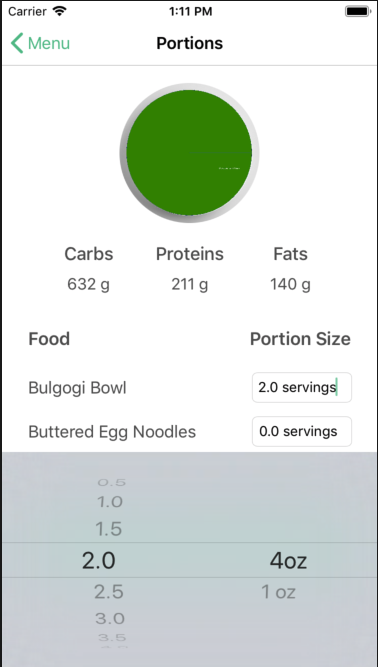 Carrier 1:11 PM
Menu Portions
Carbs Proteins Fats
632 g 211 g 140 g
Food Portion Size
Bulgogi Bowl 2.0 servings
Buttered Egg Noodles 0.0 servings
0.5
1.0
1.5
2.0 4oz
2.5 1 oz
3.0
3.5